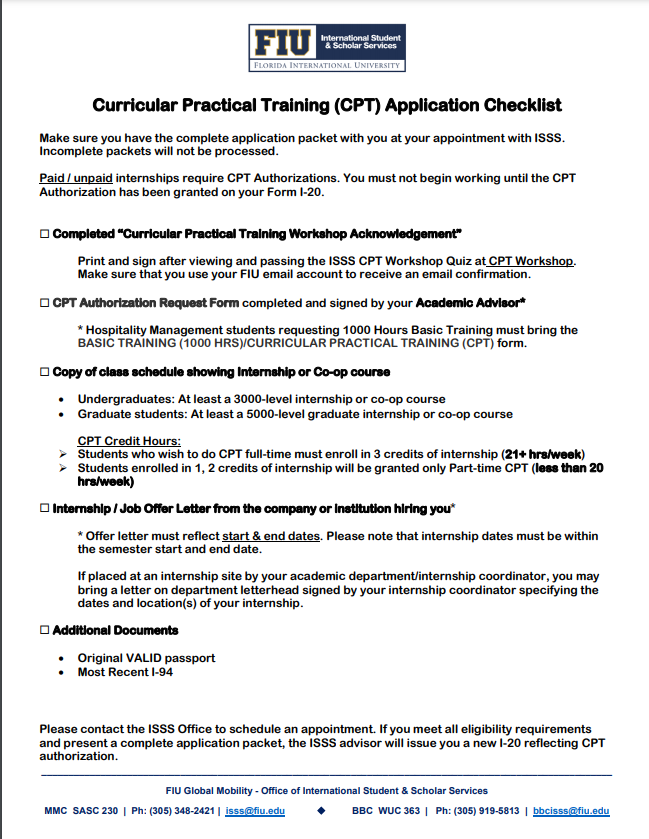 FIU International Student
& Scholar Services
FLORIDA INTERNATIONAL UNIVERSITY
Curricular Practical Training (CPT) Application Checklist
Make sure you have the complete application packet with you at your appointment with ISSS.
Incomplete packets will not be processed.
Paid / unpaid internships require CPT Authorizations. You must not begin working until the CPT
Authorization has been granted on your Form I-20.
☐ Completed “Curricular Practical Training Workshop Acknowledgement”
Print and sign after viewing and passing the ISSS CPT Workshop Quiz at CPT Workshop.
Make sure that you use your FIU email account to receive an email confirmation.
☐ CPT Authorization Request Form completed and signed by your Academic Advisor*
* Hospitality Management students requesting 1000 Hours Basic Training must bring the
BASIC TRAINING (1000 HRS)/CURRICULAR PRACTICAL TRAINING (CPT) form.
☐ Copy of class schedule showing Internship or Co-op course
• Undergraduates: At least a 3000-level internship or co-op course
• Graduate students: At least a 5000-level graduate internship or co-op course
CPT Credit Hours:
➢ Students who wish to do CPT full-time must enroll in 3 credits of internship (21+ hrs/week)
➢ Students enrolled in 1, 2 credits of internship will be granted only Part-time CPT (less than 20
hrs/week)
☐ Internship / Job Offer Letter from the company or institution hiring you*
* Offer letter must reflect start & end dates. Please note that internship dates must be within
the semester start and end date.
If placed at an internship site by your academic department/internship coordinator, you may
bring a letter on department letterhead signed by your internship coordinator specifying the
dates and location(s) of your internship.
☐ Additional Documents
• Original VALID passport
• Most Recent I-94
Please contact the ISSS Office to schedule an appointment. If you meet all eligibility requirements
and present a complete application packet, the ISSS advisor will issue you a new I-20 reflecting CPT
authorization.
FIU Global Mobility - Office of International Student & Scholar Services
MMC SASC 230 | Ph: (305) 348-2421 | isss@fiu.edu ◆ BBC WUC 363 | Ph: (305) 919-5813 | bbcisss@fiu.edu